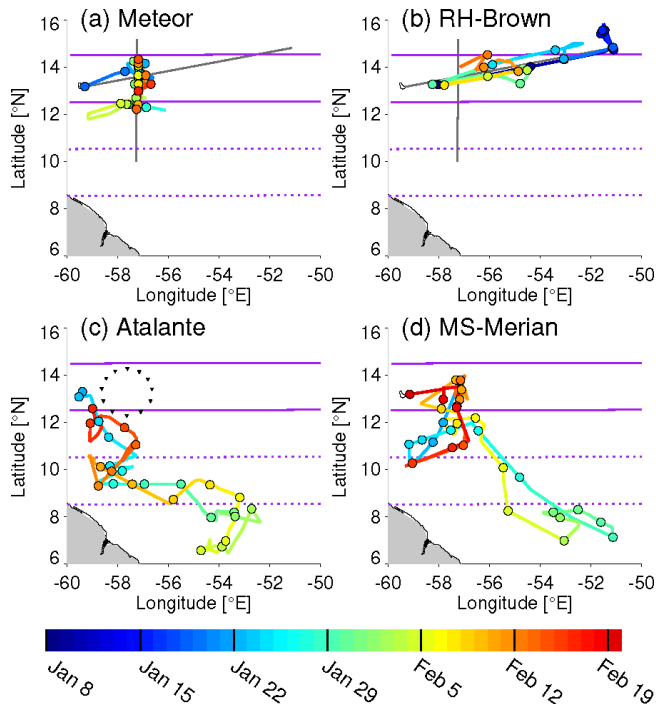 (a) Meteor
(b) RH-Brown
Latitude [°N]
16
14
12
10
8
6
-60 -58 -56 -54 -52 -50
Longitude [°E]
Latitude [°N]
16
14
12
10
8
6
-60 -58 -56 -54 -52 -50
Longitude [°E]
(c) Atalante
(d) MS-Merian
Latitude [°N]
16
14
12
10
8
6
-60 -58 -56 -54 -52 -50
Longitude [°E]
Latitude [°N]
16
14
12
10
8
6
-60 -58 -56 -54 -52 -50
Longitude [°E]
Jan 8 Jan 15 Jan 22 Jan 29 Feb 5 Feb 12 Feb 19